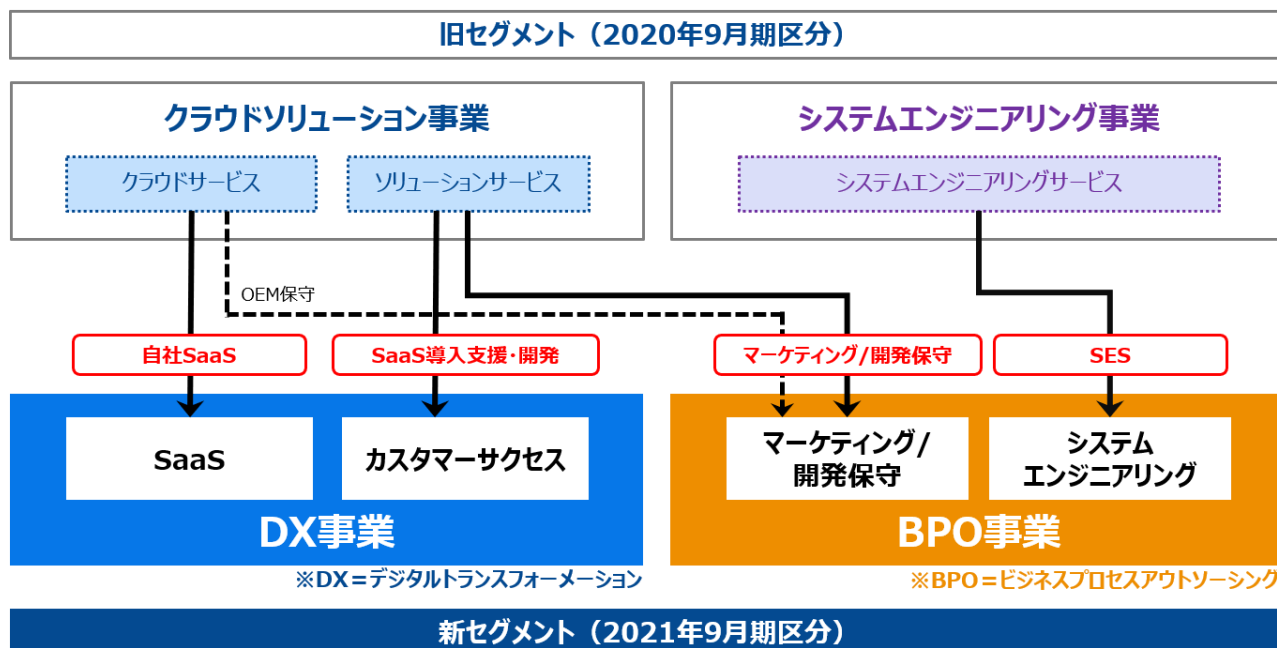 旧セグメント（2020年9月期区分）
クラウドソリューション事業
システムエンジニアリング事業
クラウドサービス
ソリューションサービス
システムエンジニアリングサービス
OEM保守
自社SaaS
SaaS導入支援・開発
マーケティング/開発保守
SES
SaaS
カスタマーサクセス
マーケティング/
開発保守
システム
エンジニアリング
DX事業
BPO事業
※DX＝デジタルトランスフォーメーション
※BPO＝ビジネスプロセスアウトソーシング
新セグメント（2021年9月期区分）